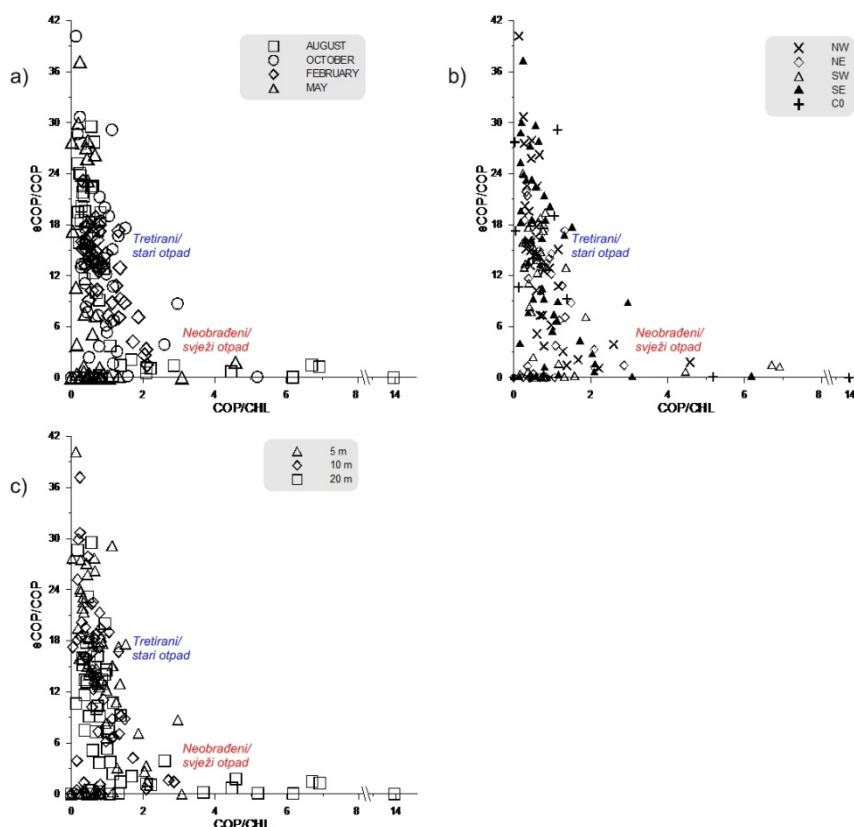 a)
42
36
30
24
18
12
6
0
eCOP/COP
AUGUST
OCTOBER
FEBRUARY
MAY
Tretirani/
stari otpad
Neobrađeni/
svježi otpad
0 2 4 6 8 14
COP/CHL
b)
42
36
30
24
18
12
6
0
eCOP/COP
NW
NE
SW
SE
C0
Tretirani/
stari otpad
Neobrađeni/
svježi otpad
0 2 4 6 8 14
COP/CHL
c)
42
36
30
24
18
12
6
0
eCOP/COP
5 m
10 m
20 m
Tretirani/
stari otpad
Neobrađeni/
svježi otpad
0 2 4 6 8 14
COP/CHL